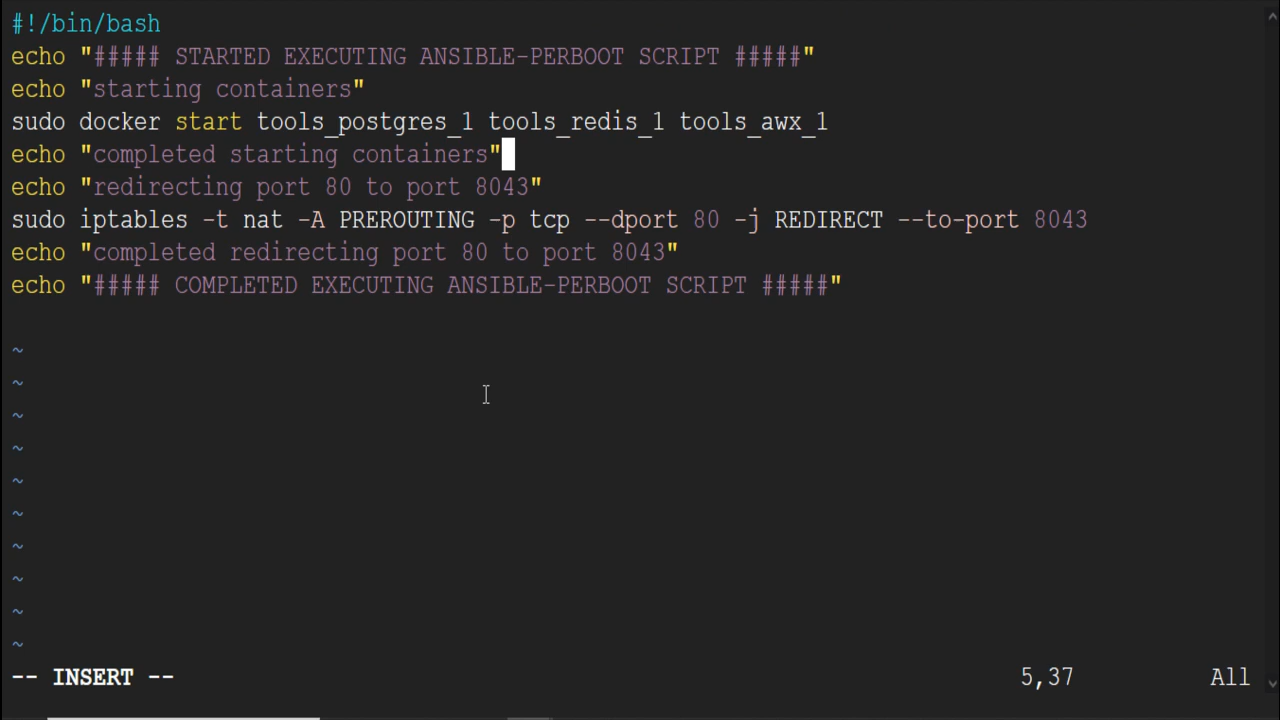 #!/bin/bash
echo "##### STARTED EXECUTING ANSIBLE-PERBOOT SCRIPT #####"
echo "starting containers"
sudo docker start tools_postgres_1 tools_redis_1 tools_awx_1
echo "completed starting containers"
echo "redirecting port 80 to port 8043"
sudo iptables -t nat -A PREROUTING -p tcp --dport 80 -j REDIRECT --to-port 8043
echo "completed redirecting port 80 to port 8043"
echo "##### COMPLETED EXECUTING ANSIBLE-PERBOOT SCRIPT #####"
~
~
~
~
~
~
~
~
~
~
-- INSERT -- 5,37 All